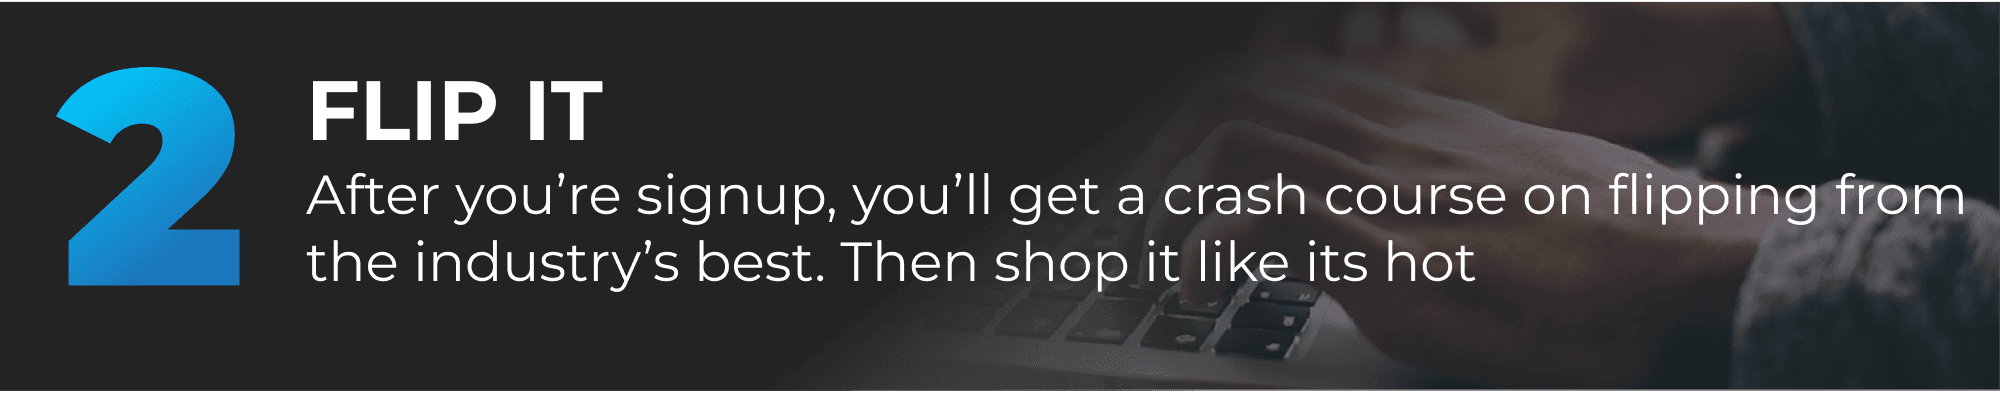 2
FLIP IT
After you’re signup, you’ll get a crash course on flipping from
the industry’s best. Then shop it like its hot